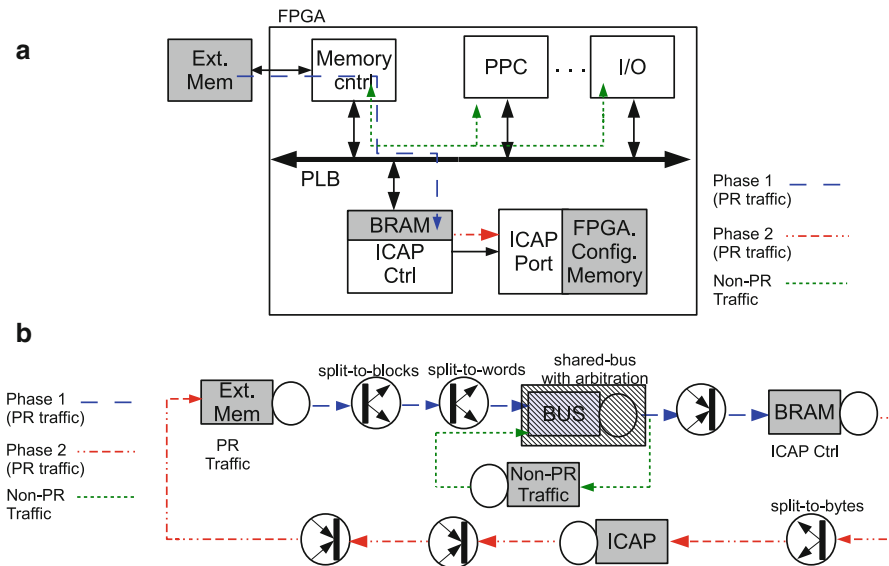 a
FPGA
Ext.
Mem
Memory
cntrl
PPC
. . .
I/O
PLB
BRAM
ICAP
Ctrl
ICAP
Port
FPGA.
Config.
Memory
Phase 1
(PR traffic)
Phase 2
(PR traffic)
Non-PR
Traffic
b
Phase 1
(PR traffic)
Phase 2
(PR traffic)
Non-PR
Traffic
Ext.
Mem
PR
Traffic
split-to-blocks
split-to-words
shared-bus
with arbitration
BUS
Non-PR
Traffic
BRAM
ICAP Ctrl
split-to-bytes
ICAP